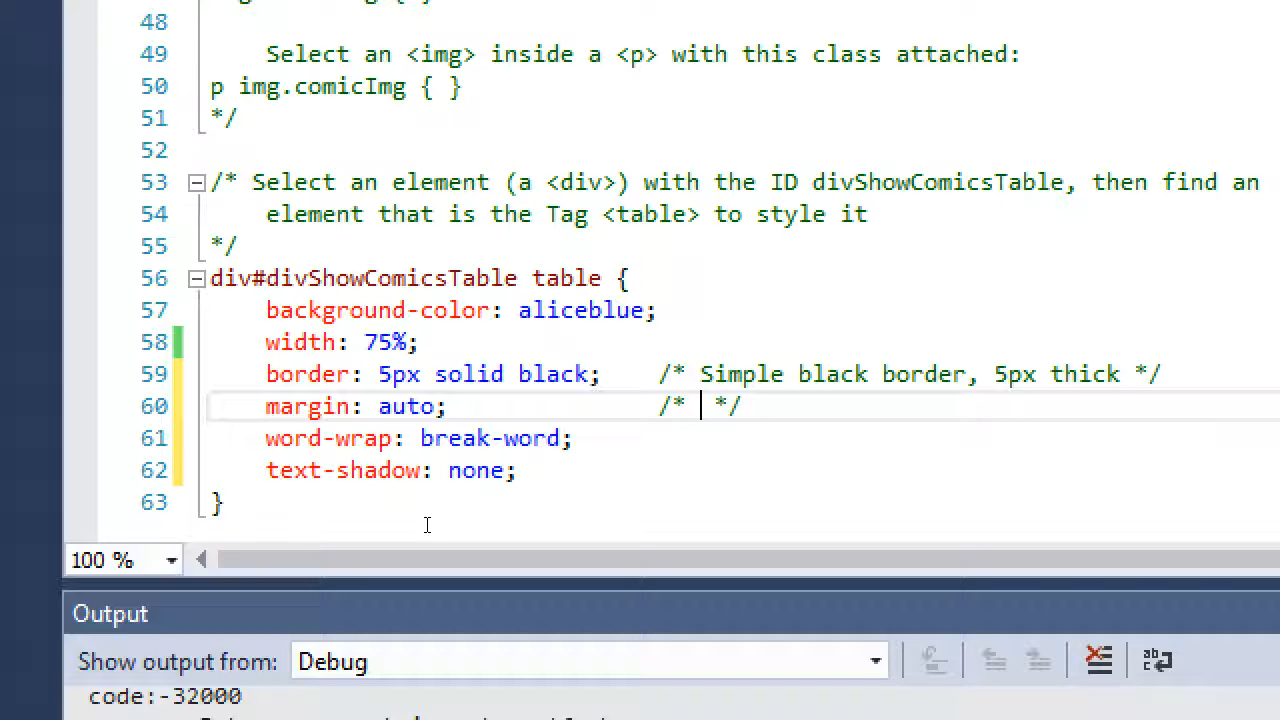 48
49 Select an <img> inside a <p> with this class attached:
50 p img.comicImg { }
51 */
52
53 /* Select an element (a <div>) with the ID divShowComicsTable, then find an
54 element that is the Tag <table> to style it
55 */
56 div#divShowComicsTable table {
57 background-color: aliceblue;
58 width: 75%;
59 border: 5px solid black; /* Simple black border, 5px thick */
60 margin: auto; /* */
61 word-wrap: break-word;
62 text-shadow: none;
63 }
100 %
Output
Show output from: Debug
code:-32000